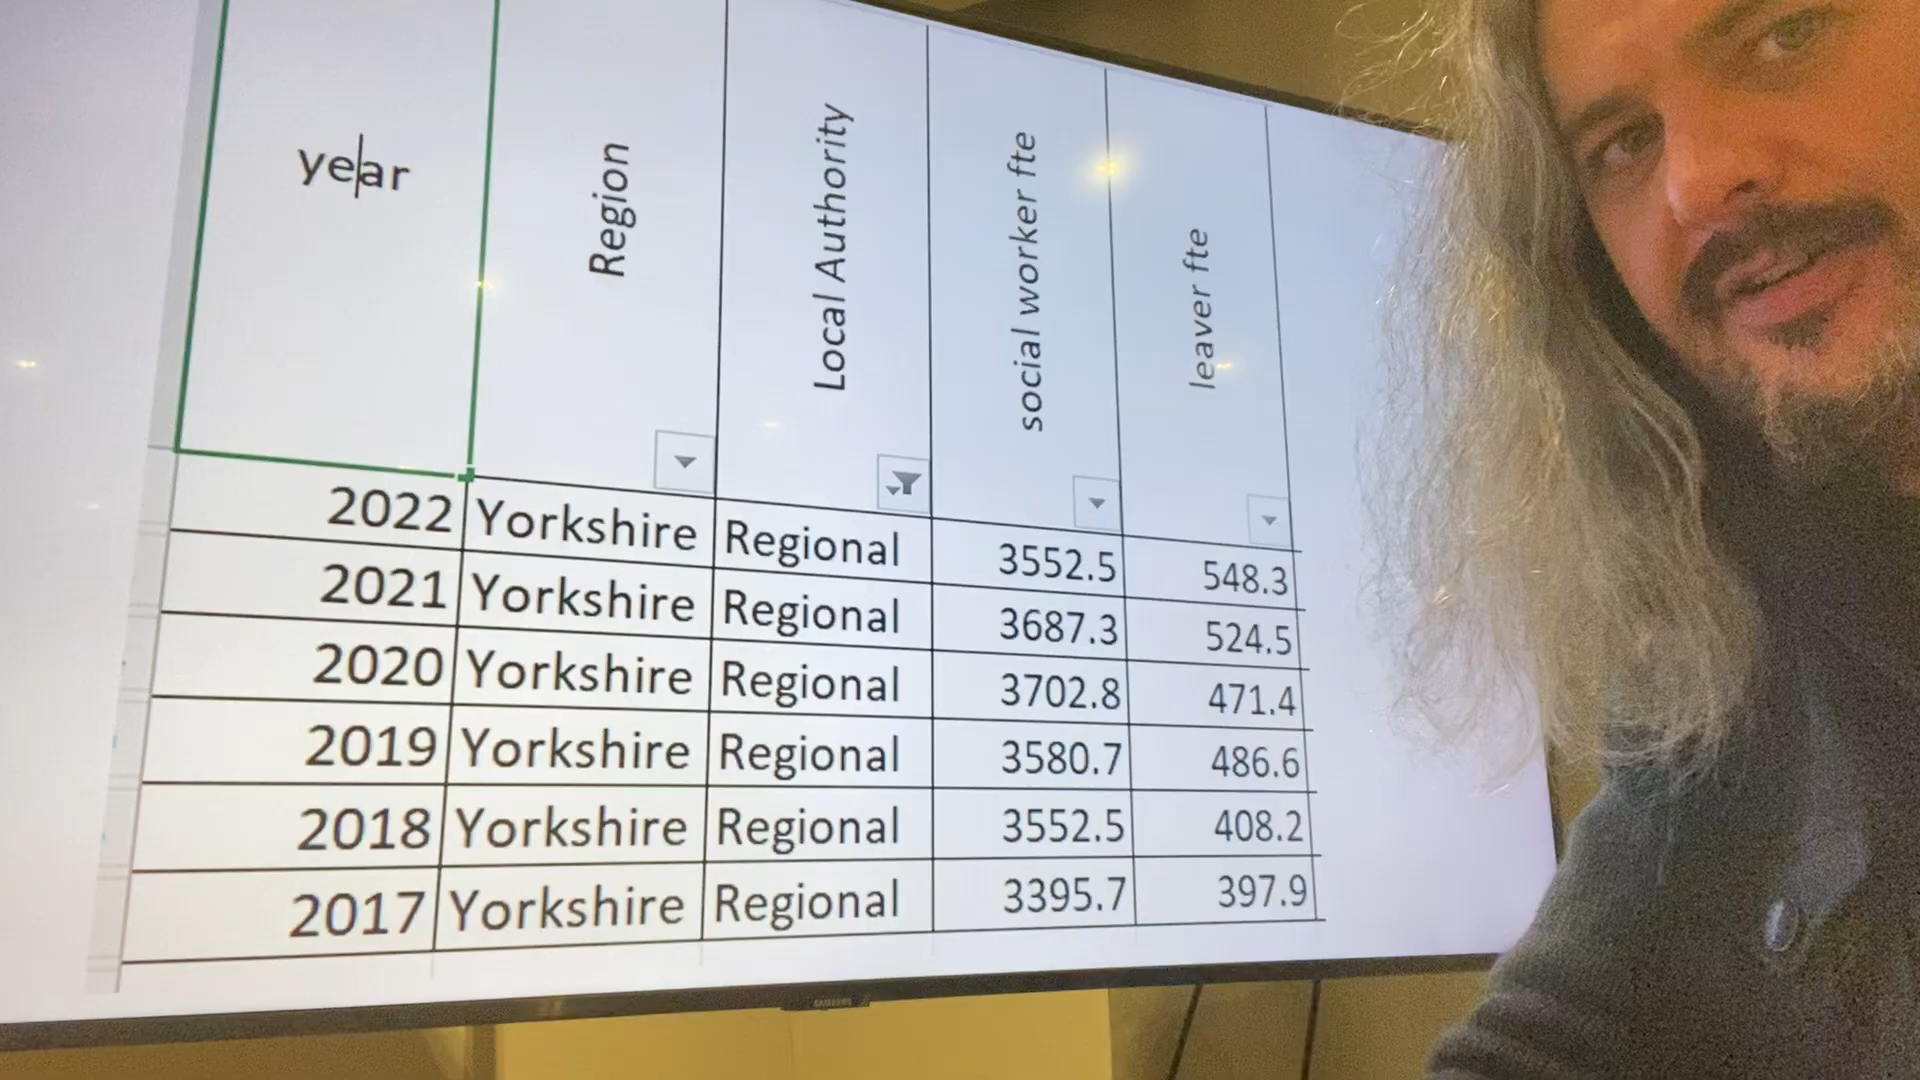 year Region Local Authority social worker fte leaver fte
2022 Yorkshire Regional 3552.5 548.3
2021 Yorkshire Regional 3687.3 524.5
2020 Yorkshire Regional 3702.8 471.4
2019 Yorkshire Regional 3580.7 486.6
2018 Yorkshire Regional 3552.5 408.2
2017 Yorkshire Regional 3395.7 397.9
SAMSUNG